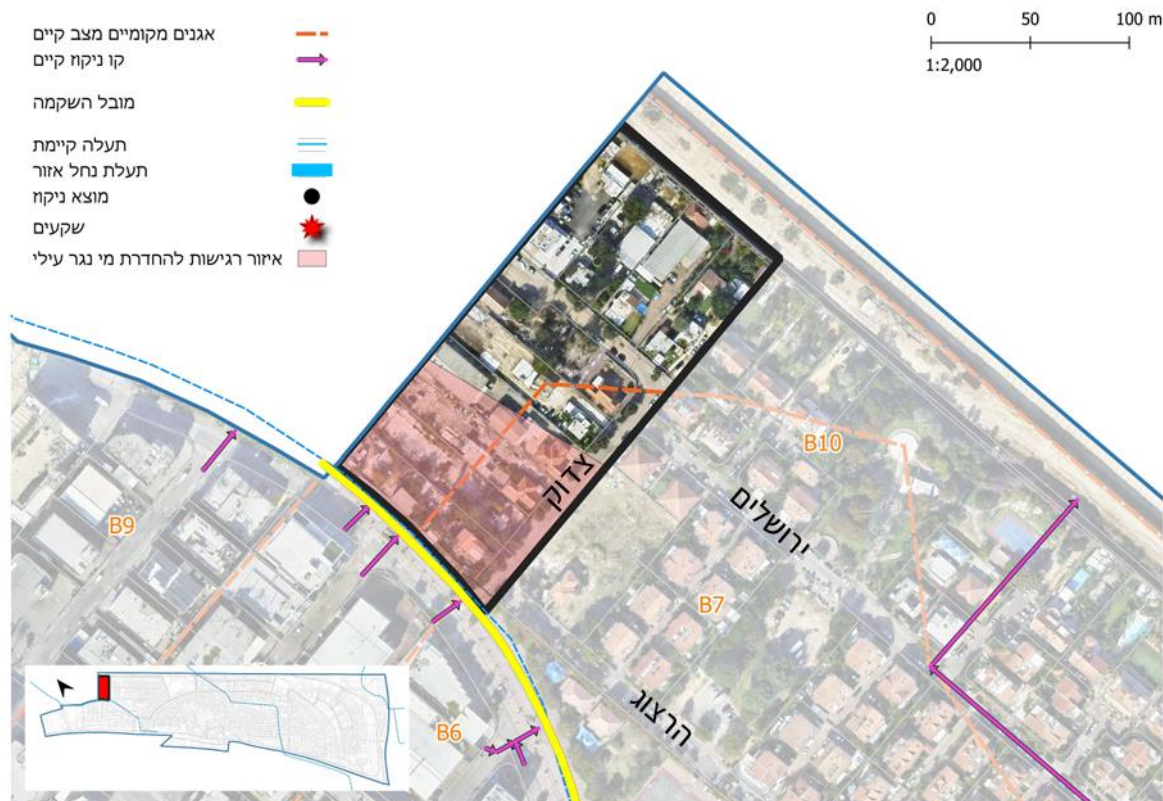 אגנים מקומיים מצב קיים
קו ניקוז קיים
מובל השקמה
תעלה קיימת
תעלת נחל אזור
מוצא ניקוז
שקעים
איזור רגישות להחדרת מי נגר עילי
0 50 100 m
1:2,000
B10
צדוק
ירושלים
B9
B7
הרצוג
B6